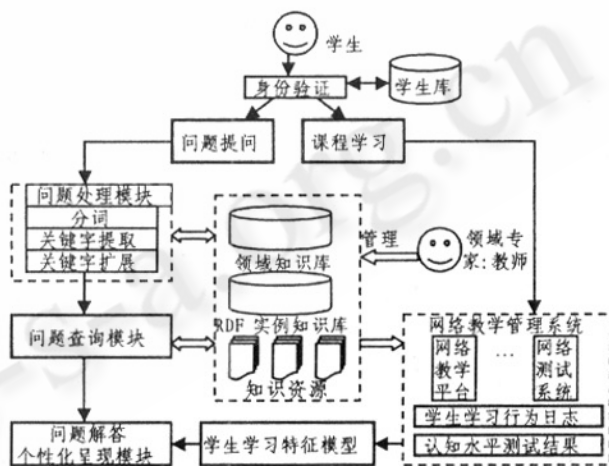 学生
身份验证
学生库
问题提问
课程学习
问题处理模块
分词
关键字提取
关键字扩展
领域知识库
RDF 实例知识库
知识资源
管理
领域专
家:教师
问题查询模块
网络教学管理系统
网络
教学
平台
…
网络
测试
系统
学生学习行为日志
认知水平测试结果
问题解答
个性化呈现模块
学生学习特征模型